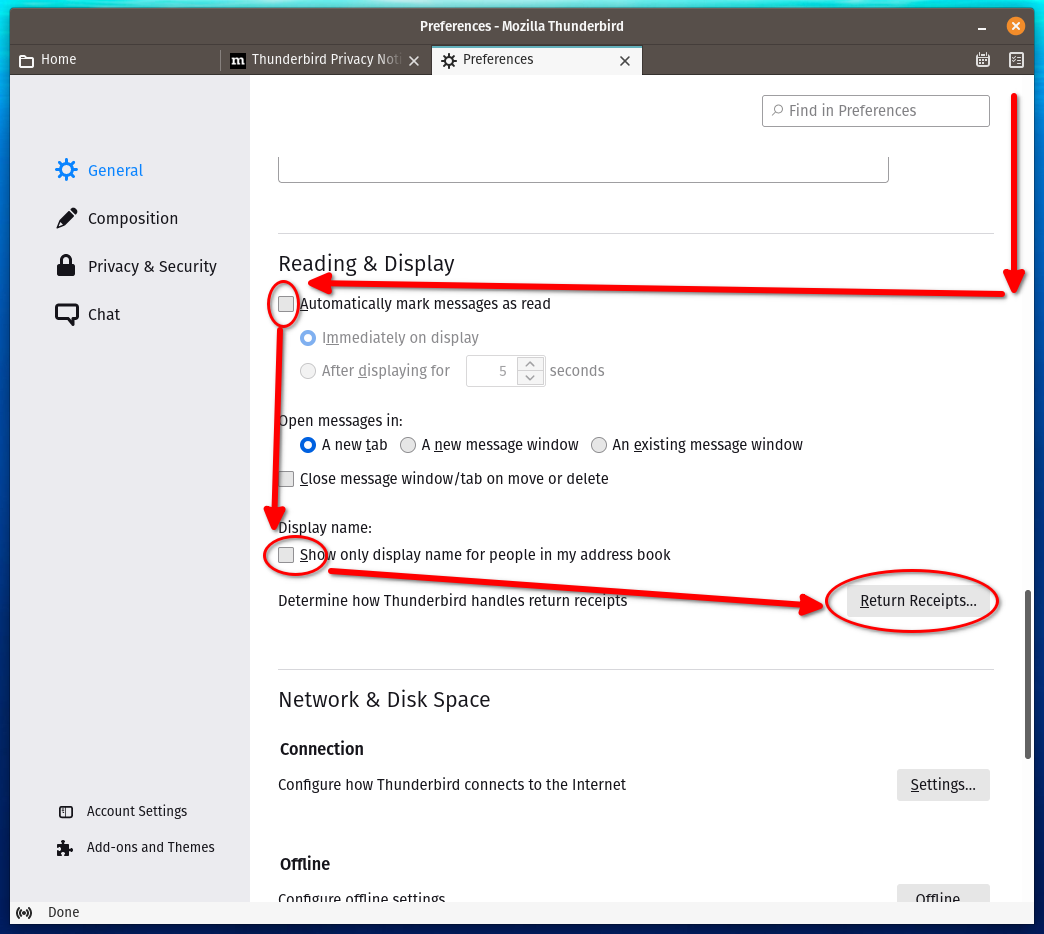 Preferences - Mozilla Thunderbird
Home
Thunderbird Privacy Noti
Preferences
Find in Preferences
General
Composition
Privacy & Security
Chat
Reading & Display
Automatically mark messages as read
Immediately on display
After displaying for 5 seconds
Open messages in:
A new tab A new message window An existing message window
Close message window/tab on move or delete
Display name:
Show only display name for people in my address book
Determine how Thunderbird handles return receipts
Return Receipts...
Network & Disk Space
Connection
Configure how Thunderbird connects to the Internet
Settings...
Offline
Configure offline settings
Offline...
Account Settings
Add-ons and Themes
Done